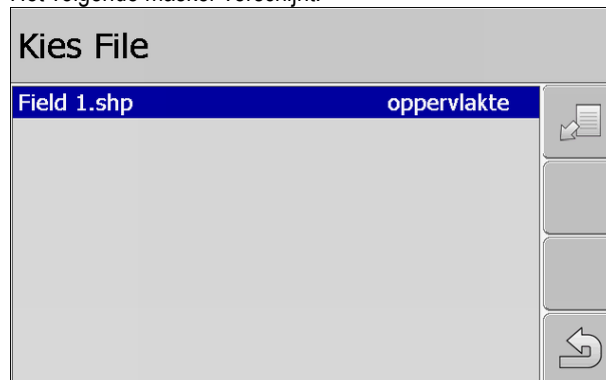 Het volgende masker verschijnt:
Kies File
Field 1.shp oppervlakte